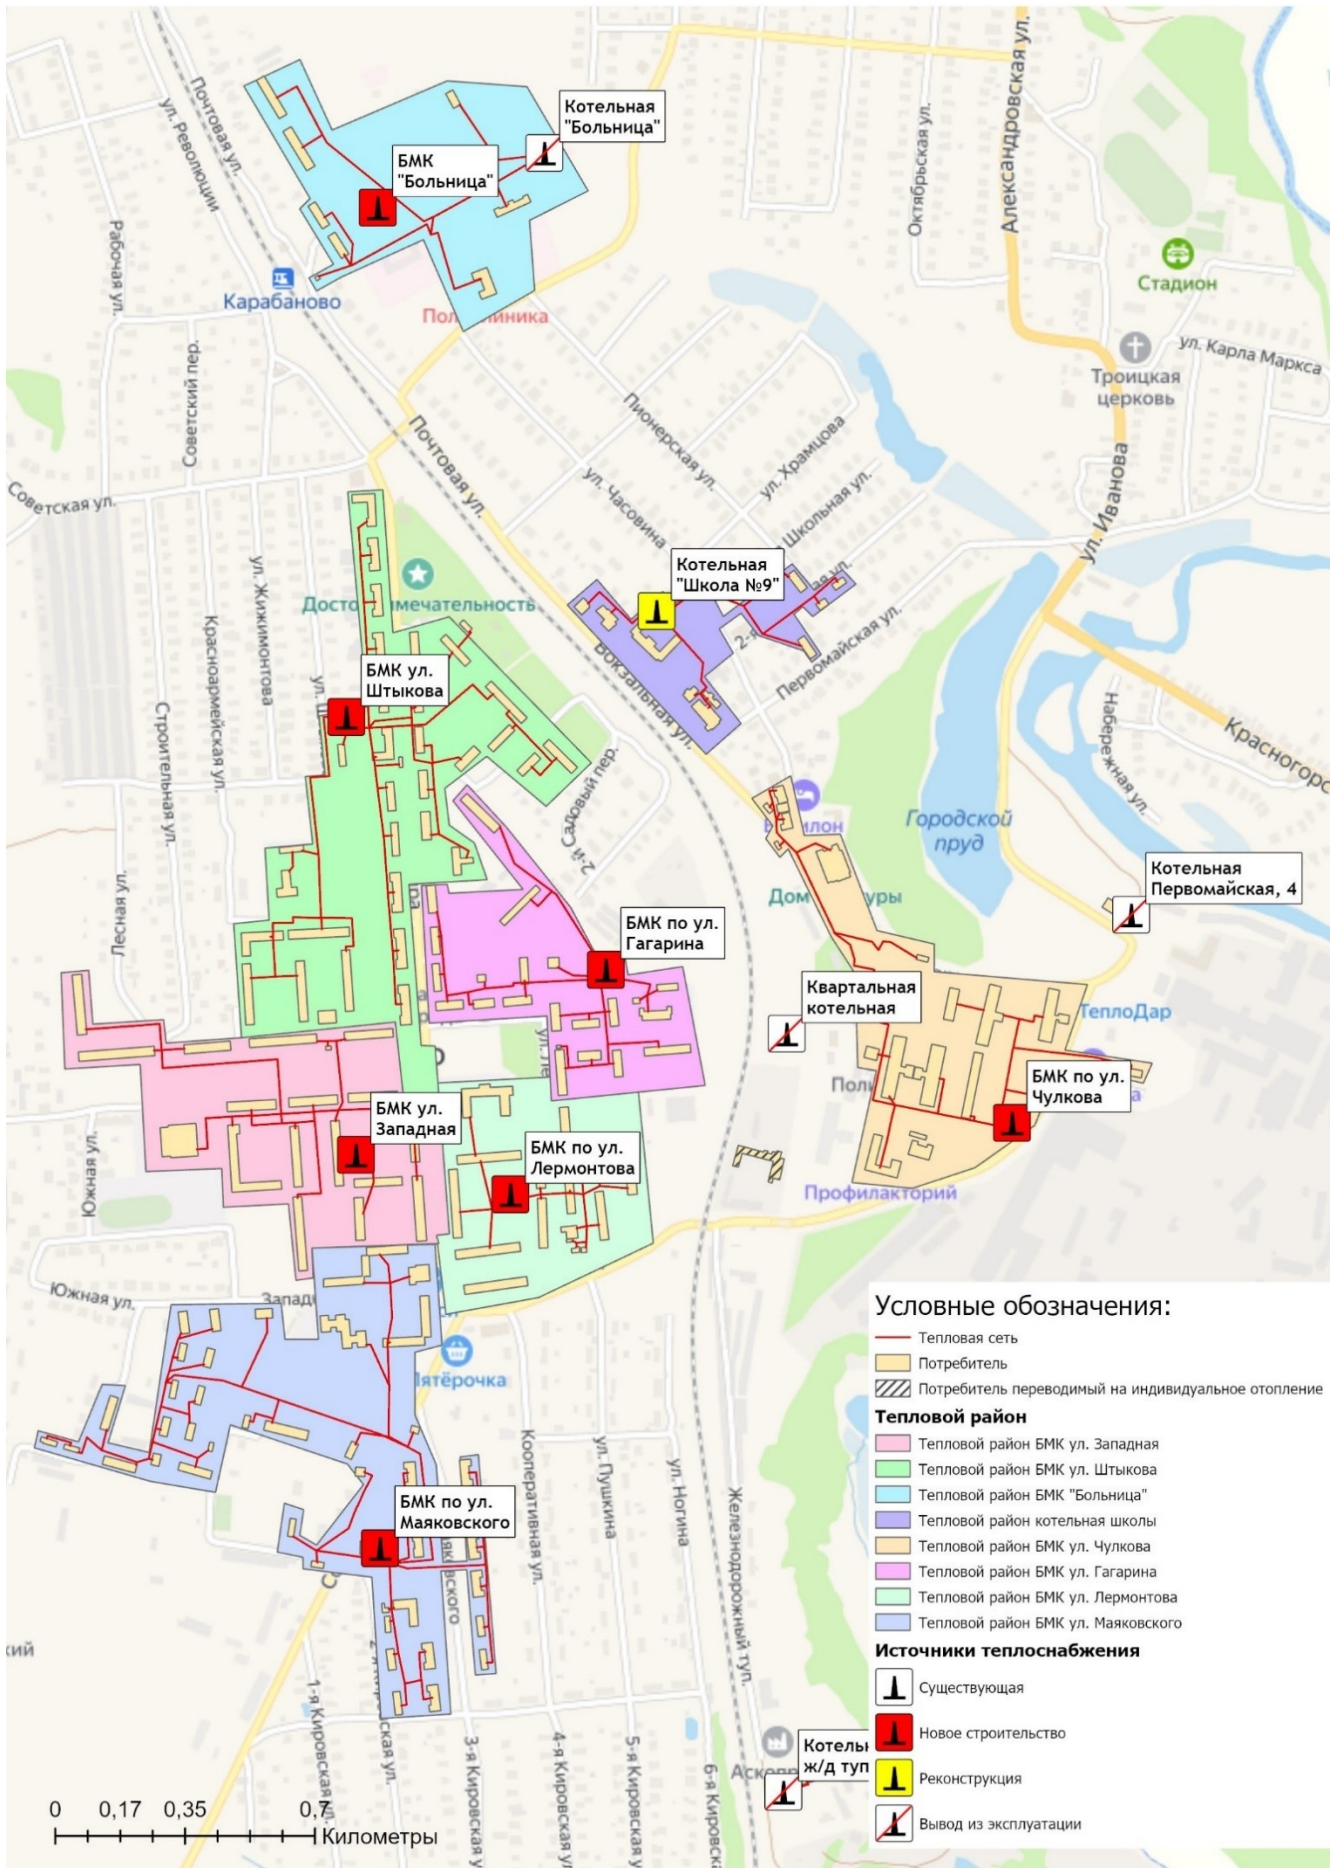 Александровская ул.
Почтовая ул.
ул. Революции
Котельная
"Больница"
БМК
"Больница"
Октябрьская ул.
Рабочая ул.
Стадион
Карабаново
ул. Карла Маркса
Троицкая
церковь
Советский пер.
Пионерская ул.
ул. Храмцова
Почтовая ул.
ул. Часовина
Школьная ул.
Советская ул.
ул. Иванова
Котельная
"Школа №9"
ул. Жижимонтова
Красноармейская ул.
Первомайская ул.
Вокзальная ул.
БМК ул.
Штыкова
Строительная ул.
Набережная ул.
Красногорс
2-й Садовый пер.
Городской
пруд
Лесная ул.
Котельная
Первомайская, 4
БМК по ул.
Гагарина
Квартальная
котельная
ТеплоДар
БМК по ул.
Чулкова
БМК ул.
Западная
БМК по ул.
Лермонтова
Южная ул.
Профилакторий
Южная ул.
Кооперативная ул.
ул. Пушкина
ул. Ногина
Железнодорожный туп.
БМК по ул.
Маяковского
кий
1-я Кировская ул.
3-я Кировская у
4-я Кировская ул
5-я Кировская ул.
6-я Кировска
Котельн
ж/д туп
0 0,17 0,35 0,7
Километры
Условные обозначения:
Тепловая сеть
Потребитель
Потребитель переводимый на индивидуальное отопление
Тепловой район
Тепловой район БМК ул. Западная
Тепловой район БМК ул. Штыкова
Тепловой район БМК "Больница"
Тепловой район котельная школы
Тепловой район БМК ул. Чулкова
Тепловой район БМК ул. Гагарина
Тепловой район БМК ул. Лермонтова
Тепловой район БМК ул. Маяковского
Источники теплоснабжения
Существующая
Новое строительство
Реконструкция
Вывод из эксплуатации